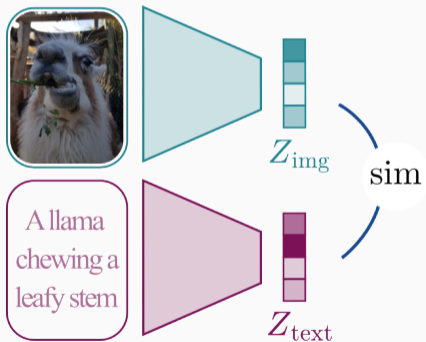 Z_img
sim
A llama
chewing a
leafy stem
Z_text